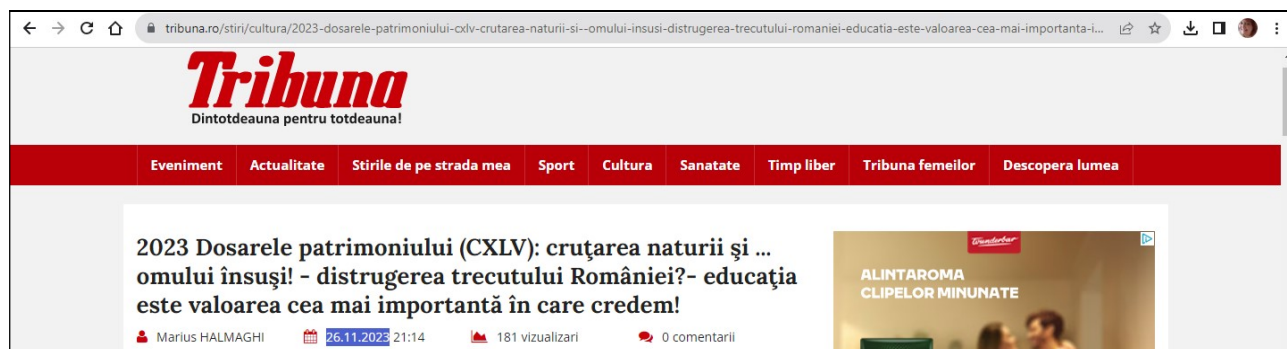 tribuna.ro/stiri/cultura/2023-dosarele-patrimoniului-cxlv-crutarea-naturii-si--omului-insusi-distrugerea-trecutului-romaniei-educatia-este-valoarea-cea-mai-importanta-i...
Tribuna
Dintotdeauna pentru totdeauna!
Eveniment Actualitate Stirile de pe strada mea Sport Cultura Sanatate Timp liber Tribuna femeilor Descopera lumea
2023 Dosarele patrimoniului (CXLV): cruţarea naturii şi ...
omului însuşi! - distrugerea trecutului României?- educaţia
este valoarea cea mai importantă în care credem!
Marius HALMAGHI 26.11.2023 21:14 181 vizualizari 0 comentarii
Wunderbar
ALINTAROMA
CLIPELOR MINUNATE